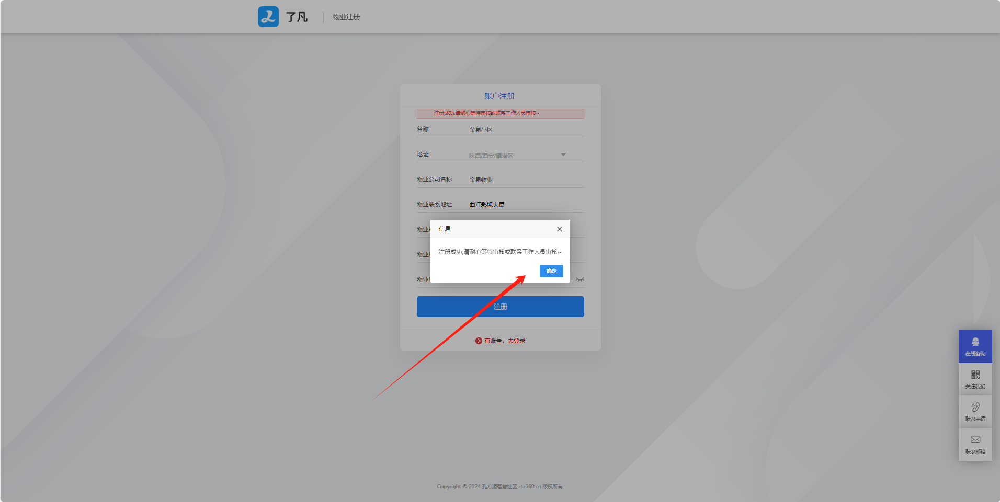 了凡
物业注册
账户注册
注册成功,请耐心等待审核或联系工作人员审核~
名称 金泉小区
地址 陕西/西安/雁塔区
物业公司名称 金泉物业
物业联系地址 曲江影视大厦
物业
信息
物业
注册成功,请耐心等待审核或联系工作人员审核~
确定
物业
注册
有账号，去登录
在线咨询
关注我们
联系电话
联系邮箱
Copyright © 2024 孔方源智慧社区 ctz360.cn 版权所有